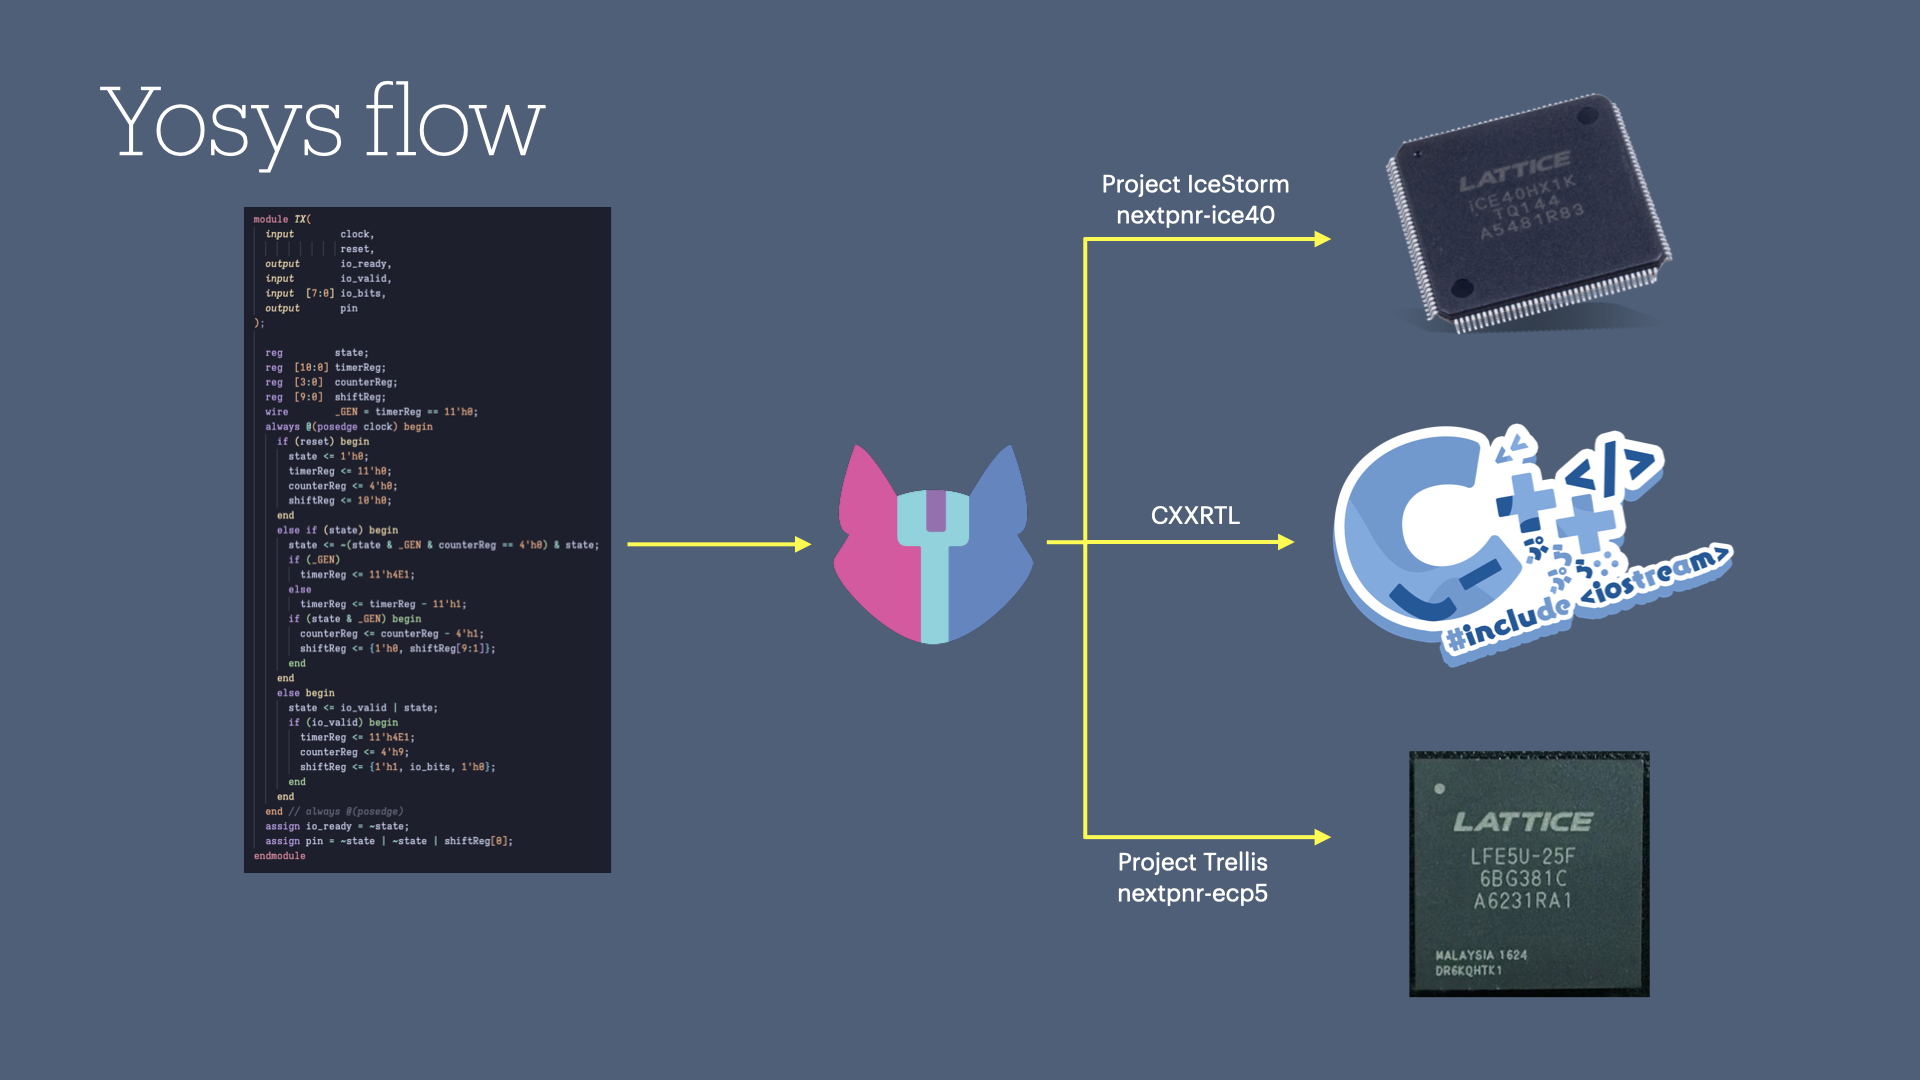 Yosys flow
module TX(
input clock,
reset,
output io_ready,
input io_valid,
input [7:0] io_bits,
output pin
);
reg state;
reg [10:0] timerReg;
reg [3:0] counterReg;
reg [9:0] shiftReg;
wire _GEN = timerReg == 11'h0;
always @(posedge clock) begin
if (reset) begin
state <= 1'h0;
timerReg <= 11'h0;
counterReg <= 4'h0;
shiftReg <= 10'h0;
end
else if (state) begin
state <= ~(state & _GEN & counterReg == 4'h0) & state;
if (_GEN)
timerReg <= 11'h4E1;
else
timerReg <= timerReg - 11'h1;
if (state & _GEN) begin
counterReg <= counterReg - 4'h1;
shiftReg <= {1'h0, shiftReg[9:1]};
end
end
else begin
state <= io_valid | state;
if (io_valid) begin
timerReg <= 11'h4E1;
counterReg <= 4'h9;
shiftReg <= {1'h1, io_bits, 1'h0};
end
end
end // always @(posedge)
assign io_ready = ~state;
assign pin = ~state | ~state | shiftReg[0];
endmodule
Project IceStorm
nextpnr-ice40
LATTICE
iCE40HX1K
TQ144
A5481R83
CXXRTL
C++
<<
</>
#include <iostream>
Project Trellis
nextpnr-ecp5
LATTICE
LFE5U-25F
6BG381C
A6231RA1
MALAYSIA 1624
DR6KQHTK1